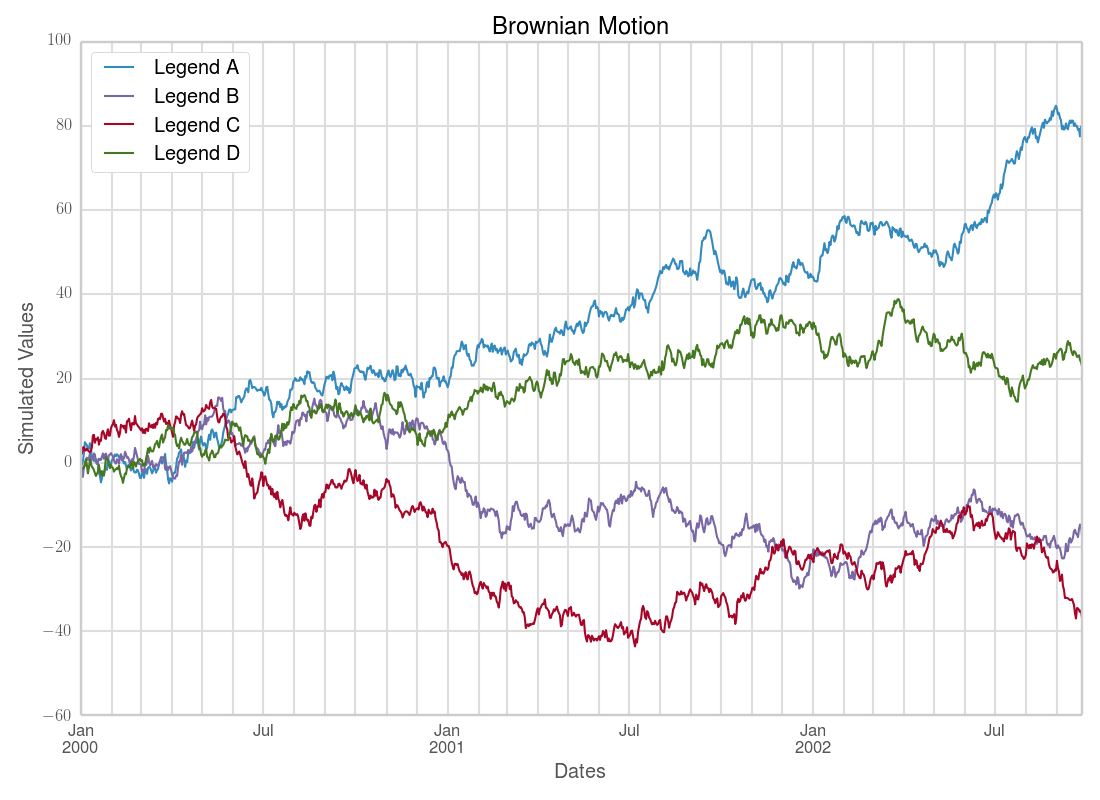 Brownian Motion
Legend A
Legend B
Legend C
Legend D
100
80
60
40
20
0
−20
−40
−60
Simulated Values
Jan Jul Jan Jul Jan Jul
2000 2001 2002
Dates